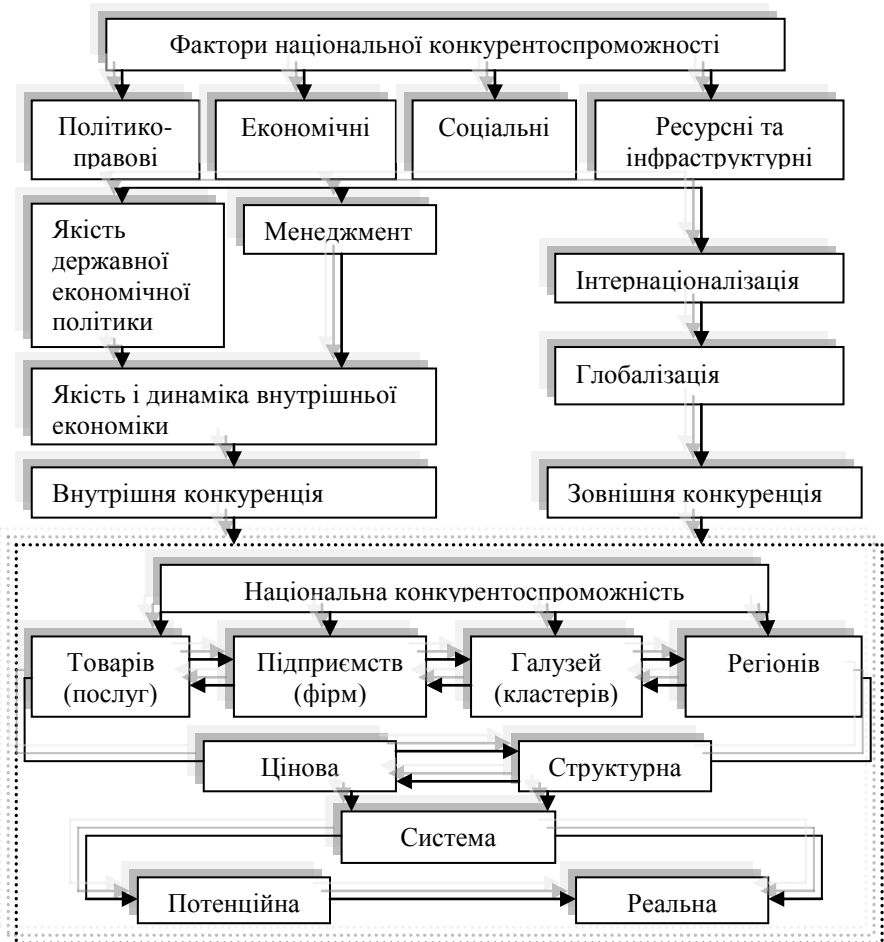 Фактори національної конкурентоспроможності
Політико-
правові
Економічні
Соціальні
Ресурсні та
інфраструктурні
Якість
державної
економічної
політики
Менеджмент
Інтернаціоналізація
Глобалізація
Якість і динаміка внутрішньої
економіки
Внутрішня конкуренція
Зовнішня конкуренція
Національна конкурентоспроможність
Товарів
(послуг)
Підприємств
(фірм)
Галузей
(кластерів)
Регіонів
Цінова
Структурна
Система
Потенційна
Реальна